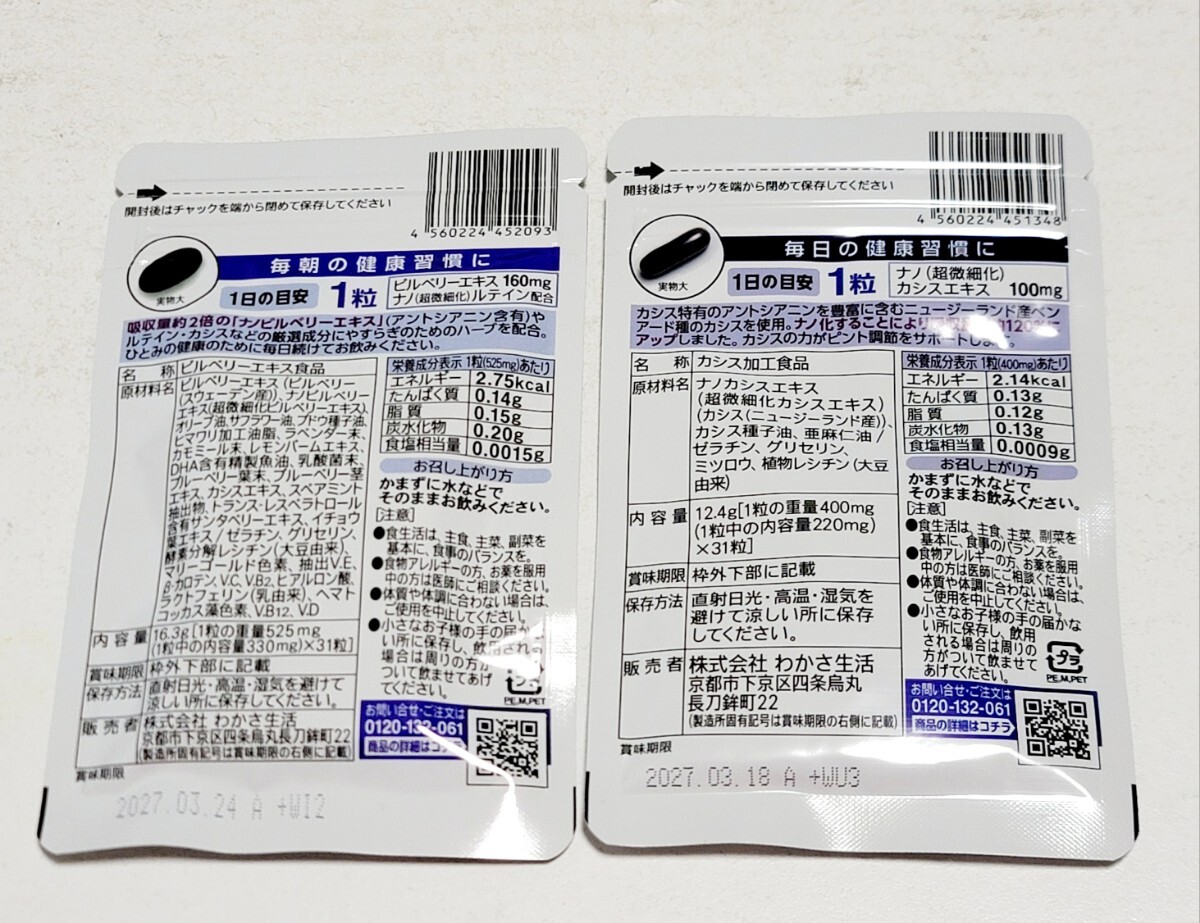 開封後はチャックを端から閉めて保存してください
4 560224 452093
実物大
毎朝の健康習慣に
1日の目安 1粒
ビルベリーエキス 160mg
ナノ(超微細化)ルテイン配合
吸収量約2倍の「ナノビルベリーエキス」(アントシアニン含有)や
ルテイン・カシスなどの厳選成分にやすらぎのためのハーブを配合。
ひとみの健康のために毎日続けてお飲みください。
名称 ビルベリーエキス食品
原材料名 ビルベリーエキス(ビルベリー
(スウェーデン産))、ナノビルベリー
エキス(超微細化ビルベリーエキス)、
オリーブ油、サフラワー油、ブドウ種子油、
ヒマワリ加工油脂、ラベンダー末、
カモミール末、レモンバームエキス、
DHA含有精製魚油、乳酸菌末、
ブルーベリー葉末、ブルーベリー茎
エキス、カシスエキス、スペアミント
抽出物、トランス-レスベラトロール
含有サンタベリーエキス、イチョウ
葉エキス/ゼラチン、グリセリン、
酵素分解レシチン(大豆由来)、
マリーゴールド色素、抽出V.E、
β-カロテン、V.C、V.B2、ヒアルロン酸、
ラクトフェリン(乳由来)、ヘマト
コッカス藻色素、V.B12、V.D
内容量 16.3g[1粒の重量525mg
(1粒中の内容量330mg)×31粒]
賞味期限 枠外下部に記載
保存方法 直射日光・高温・湿気を避けて
涼しい所に保存してください。
販売者 株式会社 わかさ生活
京都市下京区四条烏丸長刀鉾町22
(製造所固有記号は賞味期限の右側に記載)
賞味期限
2027.03.24 A +WI2
栄養成分表示 1粒(525mg)あたり
エネルギー 2.75kcal
たんぱく質 0.14g
脂質 0.15g
炭水化物 0.20g
食塩相当量 0.0015g
お召し上がり方
かまずに水などで
そのままお飲みください。
[注意]
●食生活は、主食、主菜、副菜を
基本に、食事のバランスを。
●食物アレルギーの方、お薬を服用
中の方は医師にご相談ください。
●体質や体調に合わない場合は、
ご使用を中止してください。
●小さなお子様の手の届かな
い所に保存し、飲用される
場合は周りの方が
ついて飲ませてあげ
てください。
プラ
PE,M,PET
お問い合せ・ご注文は
0120-132-061
商品の詳細はコチラ
開封後はチャックを端から閉めて保存してください
4 560224 451348
実物大
毎日の健康習慣に
1日の目安 1粒
ナノ(超微細化)
カシスエキス 100mg
カシス特有のアントシアニンを豊富に含むニュージーランド産ベン
アード種のカシスを使用。ナノ化することにより
アップしました。カシスの力がピント調節をサポートします。
名称 カシス加工食品
原材料名 ナノカシスエキス
(超微細化カシスエキス)
(カシス(ニュージーランド産))、
カシス種子油、亜麻仁油/
ゼラチン、グリセリン、
ミツロウ、植物レシチン(大豆
由来)
内容量 12.4g[1粒の重量400mg
(1粒中の内容量220mg)
×31粒]
賞味期限 枠外下部に記載
保存方法 直射日光・高温・湿気を
避けて涼しい所に保存
してください。
販売者 株式会社 わかさ生活
京都市下京区四条烏丸
長刀鉾町22
(製造所固有記号は賞味期限の右側に記載)
賞味期限
2027.03.18 A +WU3
栄養成分表示 1粒(400mg)あたり
エネルギー 2.14kcal
たんぱく質 0.13g
脂質 0.12g
炭水化物 0.13g
食塩相当量 0.0009g
お召し上がり方
かまずに水などで
そのままお飲みください。
[注意]
●食生活は、主食、主菜、副菜を
基本に、食事のバランスを。
●食物アレルギーの方、お薬を服用
中の方は医師にご相談ください。
●体質や体調に合わない場合は、
ご使用を中止してください。
●小さなお子様の手の届かな
い所に保存し、飲用
される場合は周りの
方がついて飲ませて
あげてください。
プラ
PE,M,PET
お問い合せ・ご注文は
0120-132-061
商品の詳細はコチラ